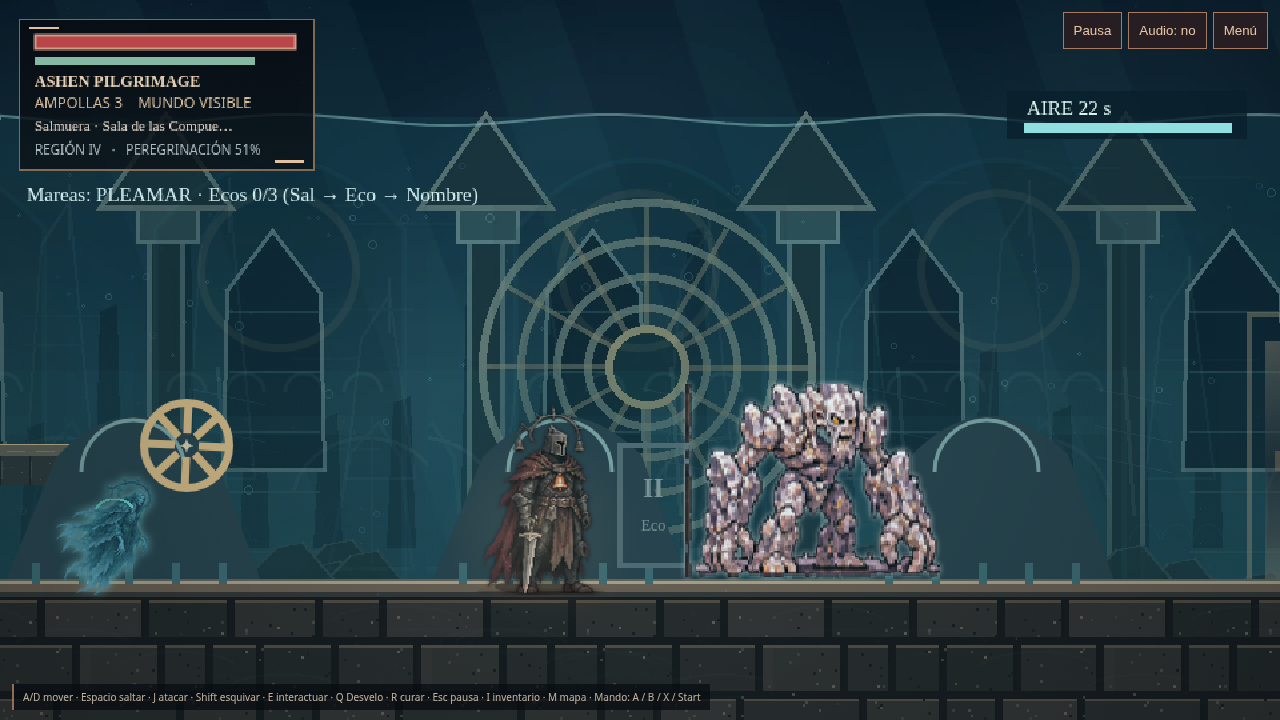 Pausa
Audio: no
Menú
ASHEN PILGRIMAGE
AMPOLLAS 3 MUNDO VISIBLE
Salmuera · Sala de las Compue…
REGIÓN IV · PEREGRINACIÓN 51%
AIRE 22 s
Mareas: PLEAMAR · Ecos 0/3 (Sal → Eco → Nombre)
II
Eco
A/D mover · Espacio saltar · J atacar · Shift esquivar · E interactuar · Q Desvelo · R curar · Esc pausa · I inventario · M mapa · Mando: A / B / X / Start